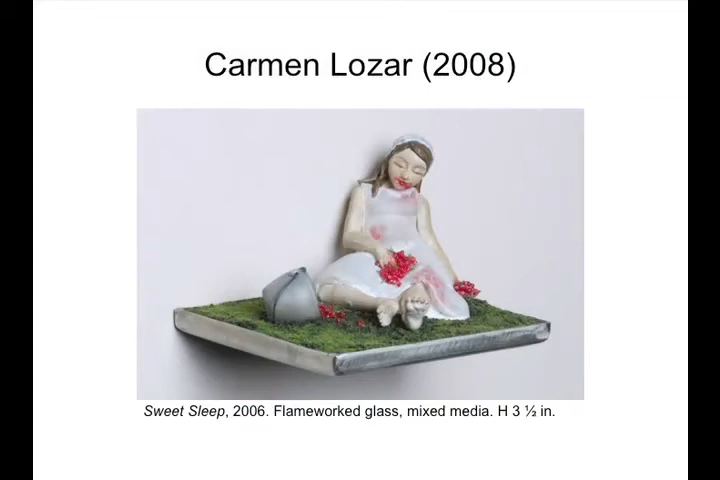 Carmen Lozar (2008)
Sweet Sleep, 2006. Flameworked glass, mixed media. H 3 ½ in.